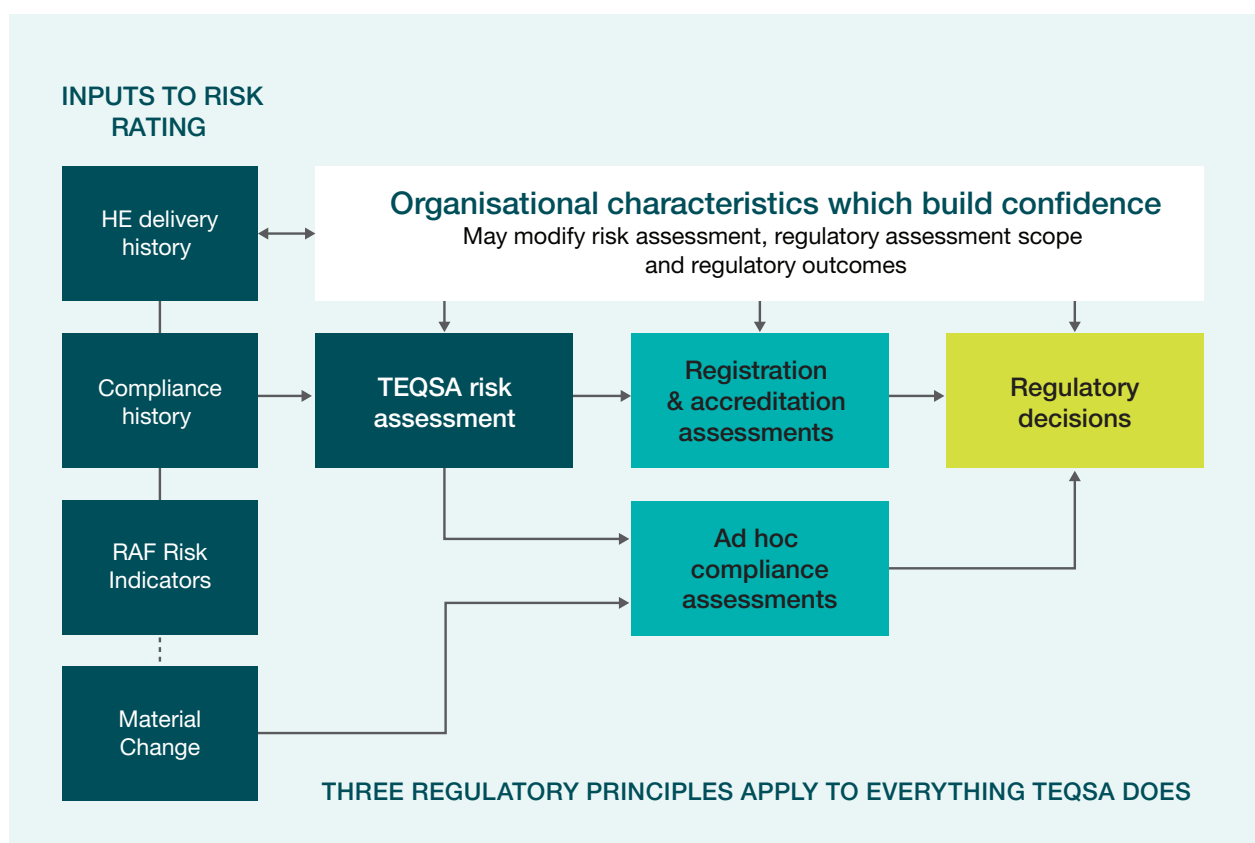 INPUTS TO RISK
RATING
HE delivery
history
Organisational characteristics which build confidence
May modify risk assessment, regulatory assessment scope
and regulatory outcomes
Compliance
history
TEQSA risk
assessment
Registration
& accreditation
assessments
Regulatory
decisions
RAF Risk
Indicators
Ad hoc
compliance
assessments
Material
Change
THREE REGULATORY PRINCIPLES APPLY TO EVERYTHING TEQSA DOES